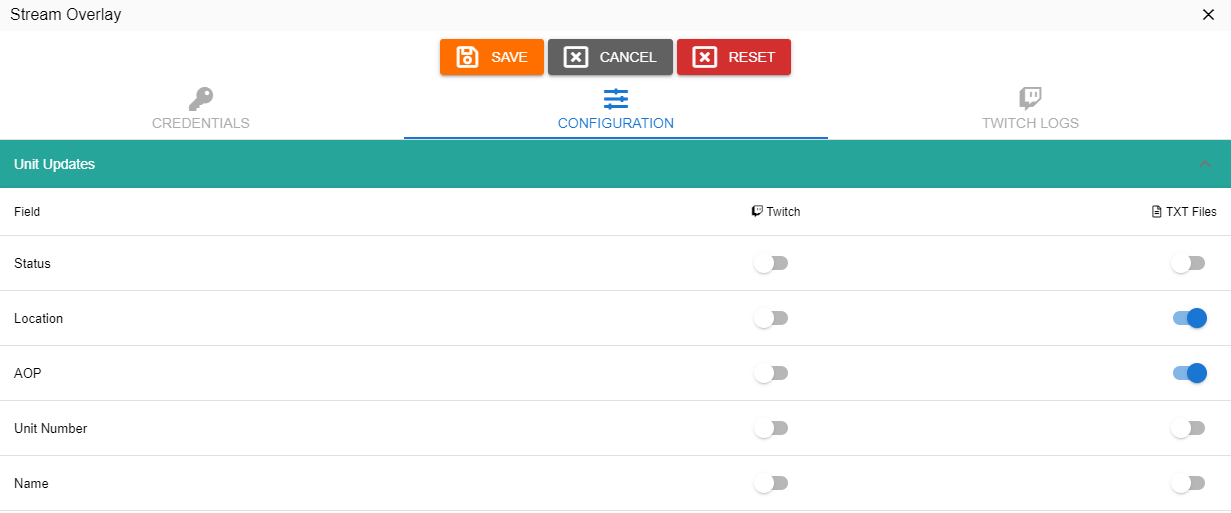 Stream Overlay
SAVE CANCEL RESET
CREDENTIALS CONFIGURATION TWITCH LOGS
Unit Updates
Field Twitch TXT Files
Status
Location
AOP
Unit Number
Name